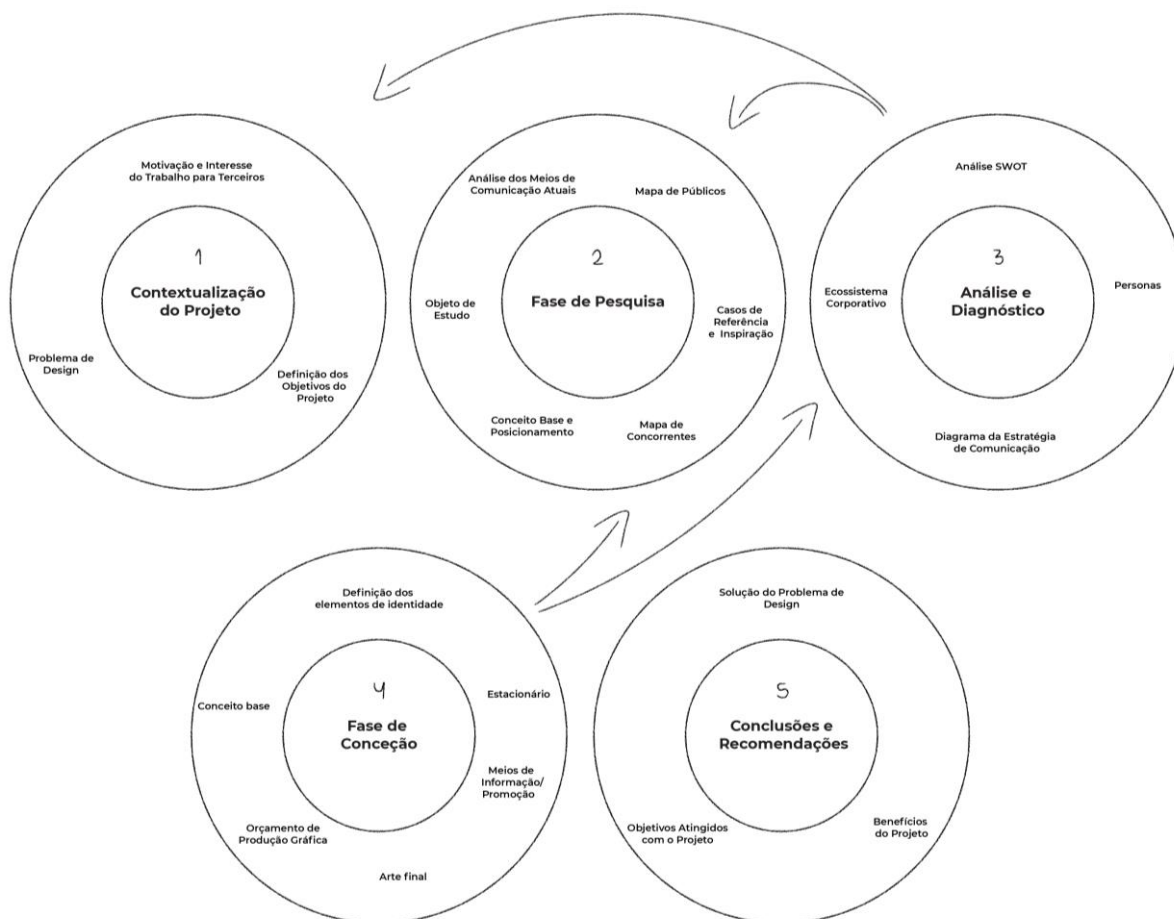 Motivação e Interesse
do Trabalho para Terceiros
1
Contextualização
do Projeto
Problema de
Design
Definição dos
Objetivos do
Projeto
Análise dos Meios de
Comunicação Atuais
Mapa de Públicos
2
Fase de Pesquisa
Objeto de
Estudo
Casos de
Referência
e Inspiração
Conceito Base e
Posicionamento
Mapa de
Concorrentes
Análise SWOT
3
Análise e
Diagnóstico
Ecossistema
Corporativo
Personas
Diagrama da Estratégia
de Comunicação
Definição dos
elementos de identidade
4
Fase de
Conceção
Conceito base
Estacionário
Meios de
Informação/
Promoção
Orçamento de
Produção Gráfica
Arte final
Solução do Problema de
Design
5
Conclusões e
Recomendações
Objetivos Atingidos
com o Projeto
Benefícios
do Projeto